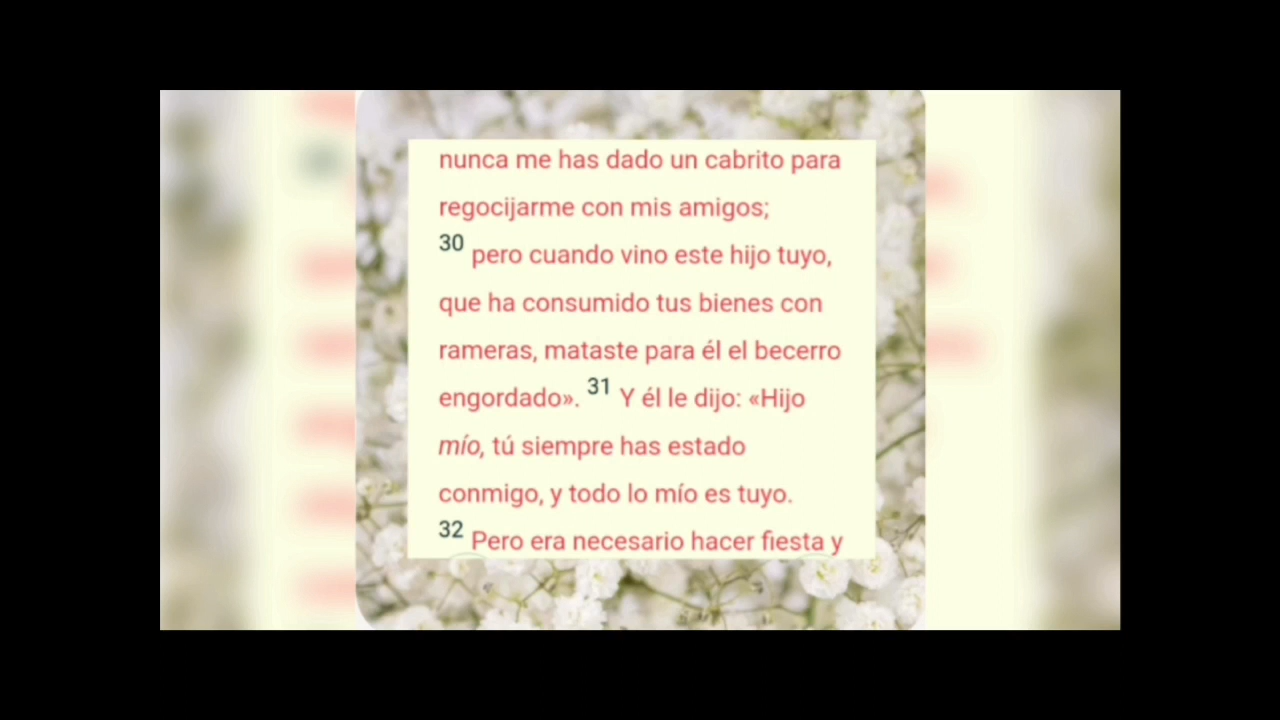 nunca me has dado un cabrito para
regocijarme con mis amigos;
30 pero cuando vino este hijo tuyo,
que ha consumido tus bienes con
rameras, mataste para él el becerro
engordado». 31 Y él le dijo: «Hijo
mío, tú siempre has estado
conmigo, y todo lo mío es tuyo.
32 Pero era necesario hacer fiesta y